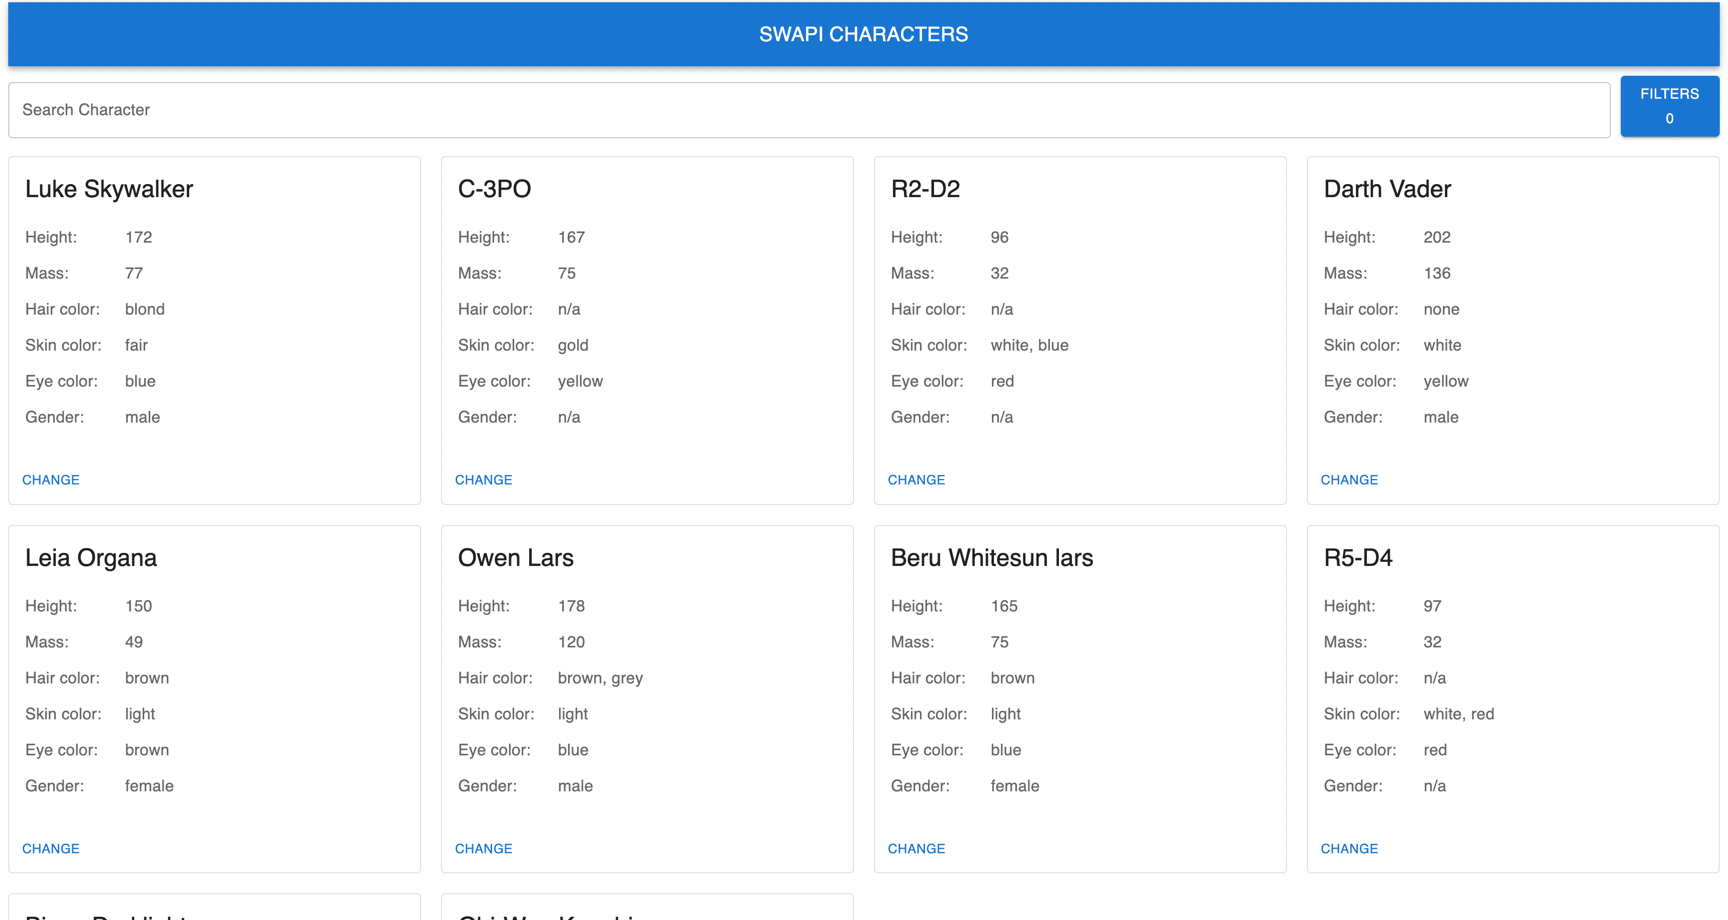 SWAPI CHARACTERS
Search Character
FILTERS
0
Luke Skywalker
Height: 172
Mass: 77
Hair color: blond
Skin color: fair
Eye color: blue
Gender: male
CHANGE
C-3PO
Height: 167
Mass: 75
Hair color: n/a
Skin color: gold
Eye color: yellow
Gender: n/a
CHANGE
R2-D2
Height: 96
Mass: 32
Hair color: n/a
Skin color: white, blue
Eye color: red
Gender: n/a
CHANGE
Darth Vader
Height: 202
Mass: 136
Hair color: none
Skin color: white
Eye color: yellow
Gender: male
CHANGE
Leia Organa
Height: 150
Mass: 49
Hair color: brown
Skin color: light
Eye color: brown
Gender: female
CHANGE
Owen Lars
Height: 178
Mass: 120
Hair color: brown, grey
Skin color: light
Eye color: blue
Gender: male
CHANGE
Beru Whitesun lars
Height: 165
Mass: 75
Hair color: brown
Skin color: light
Eye color: blue
Gender: female
CHANGE
R5-D4
Height: 97
Mass: 32
Hair color: n/a
Skin color: white, red
Eye color: red
Gender: n/a
CHANGE